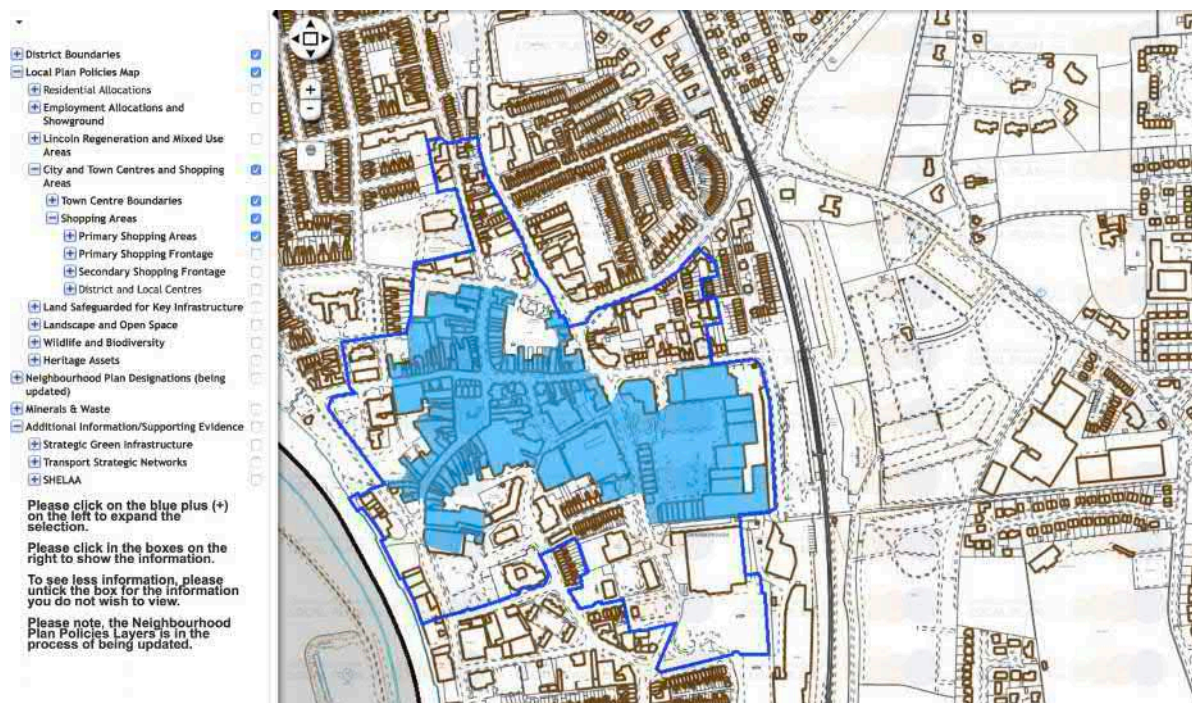 District Boundaries
Local Plan Policies Map
Residential Allocations
Employment Allocations and
Showground
Lincoln Regeneration and Mixed Use
Areas
City and Town Centres and Shopping
Areas
Town Centre Boundaries
Shopping Areas
Primary Shopping Areas
Primary Shopping Frontage
Secondary Shopping Frontage
District and Local Centres
Land Safeguarded for Key Infrastructure
Landscape and Open Space
Wildlife and Biodiversity
Heritage Assets
Neighbourhood Plan Designations (being
updated)
Minerals & Waste
Additional Information/Supporting Evidence
Strategic Green Infrastructure
Transport Strategic Networks
SHELAA
Please click on the blue plus (+)
on the left to expand the
selection.
Please click in the boxes on the
right to show the information.
To see less information, please
untick the box for the information
you do not wish to view.
Please note, the Neighbourhood
Plan Policies Layers is in the
process of being updated.